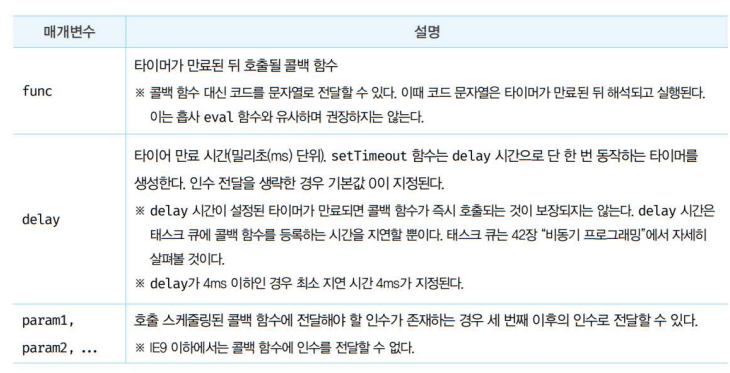 매개변수 설명
func
타이머가 만료된 뒤 호출될 콜백 함수
※ 콜백 함수 대신 코드를 문자열로 전달할 수 있다. 이때 코드 문자열은 타이머가 만료된 뒤 해석되고 실행된다.
이는 흡사 eval 함수와 유사하며 권장하지는 않는다.
delay
타이어 만료 시간(밀리초(ms) 단위). setTimeout 함수는 delay 시간으로 단 한 번 동작하는 타이머를
생성한다. 인수 전달을 생략한 경우 기본값 0이 지정된다.
※ delay 시간이 설정된 타이머가 만료되면 콜백 함수가 즉시 호출되는 것이 보장되지는 않는다. delay 시간은
태스크 큐에 콜백 함수를 등록하는 시간을 지연할 뿐이다. 태스크 큐는 42장 “비동기 프로그래밍”에서 자세히
살펴볼 것이다.
※ delay가 4ms 이하인 경우 최소 지연 시간 4ms가 지정된다.
param1,
param2, ...
호출 스케줄링된 콜백 함수에 전달해야 할 인수가 존재하는 경우 세 번째 이후의 인수로 전달할 수 있다.
※ IE9 이하에서는 콜백 함수에 인수를 전달할 수 없다.